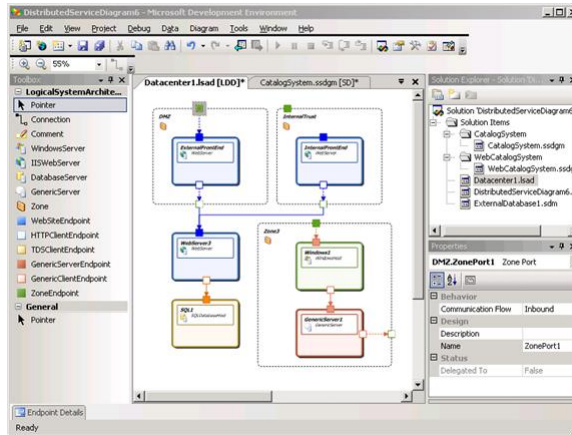 DistributedServiceDiagram6 - Microsoft Development Environment
File Edit View Project Debug Data Diagram Tools Window Help
55%
Toolbox
LogicalSystemArchite...
Pointer
Connection
Comment
WindowsServer
IISWebServer
DatabaseServer
GenericServer
Zone
WebSiteEndpoint
HTTPClientEndpoint
TDSClientEndpoint
GenericServerEndpoint
GenericClientEndpoint
ZoneEndpoint
General
Pointer
Datacenter1.lsad [LDD]* CatalogSystem.ssdgm [SD]*
DMZ
ExternalFrontEnd
WebServer
InternalTrust
InternalFrontEnd
WebServer
WebServer3
WebServer
SQL1
SQLDatabaseHost
Zone3
Windows1
GenericServer1
GenericServer
Solution Explorer - Solution
Solution 'DistributedServiceDiagram
Solution Items
CatalogSystem
CatalogSystem.ssdgm
WebCatalogSystem
WebCatalogSystem.ssdg
Datacenter1.lsad
DistributedServiceDiagram6.
ExternalDatabase1.sdm
Properties
DMZ.ZonePort1 Zone Port
Behavior
Communication Flow Inbound
Design
Description
Name ZonePort1
Status
Delegated To False
Endpoint Details
Ready